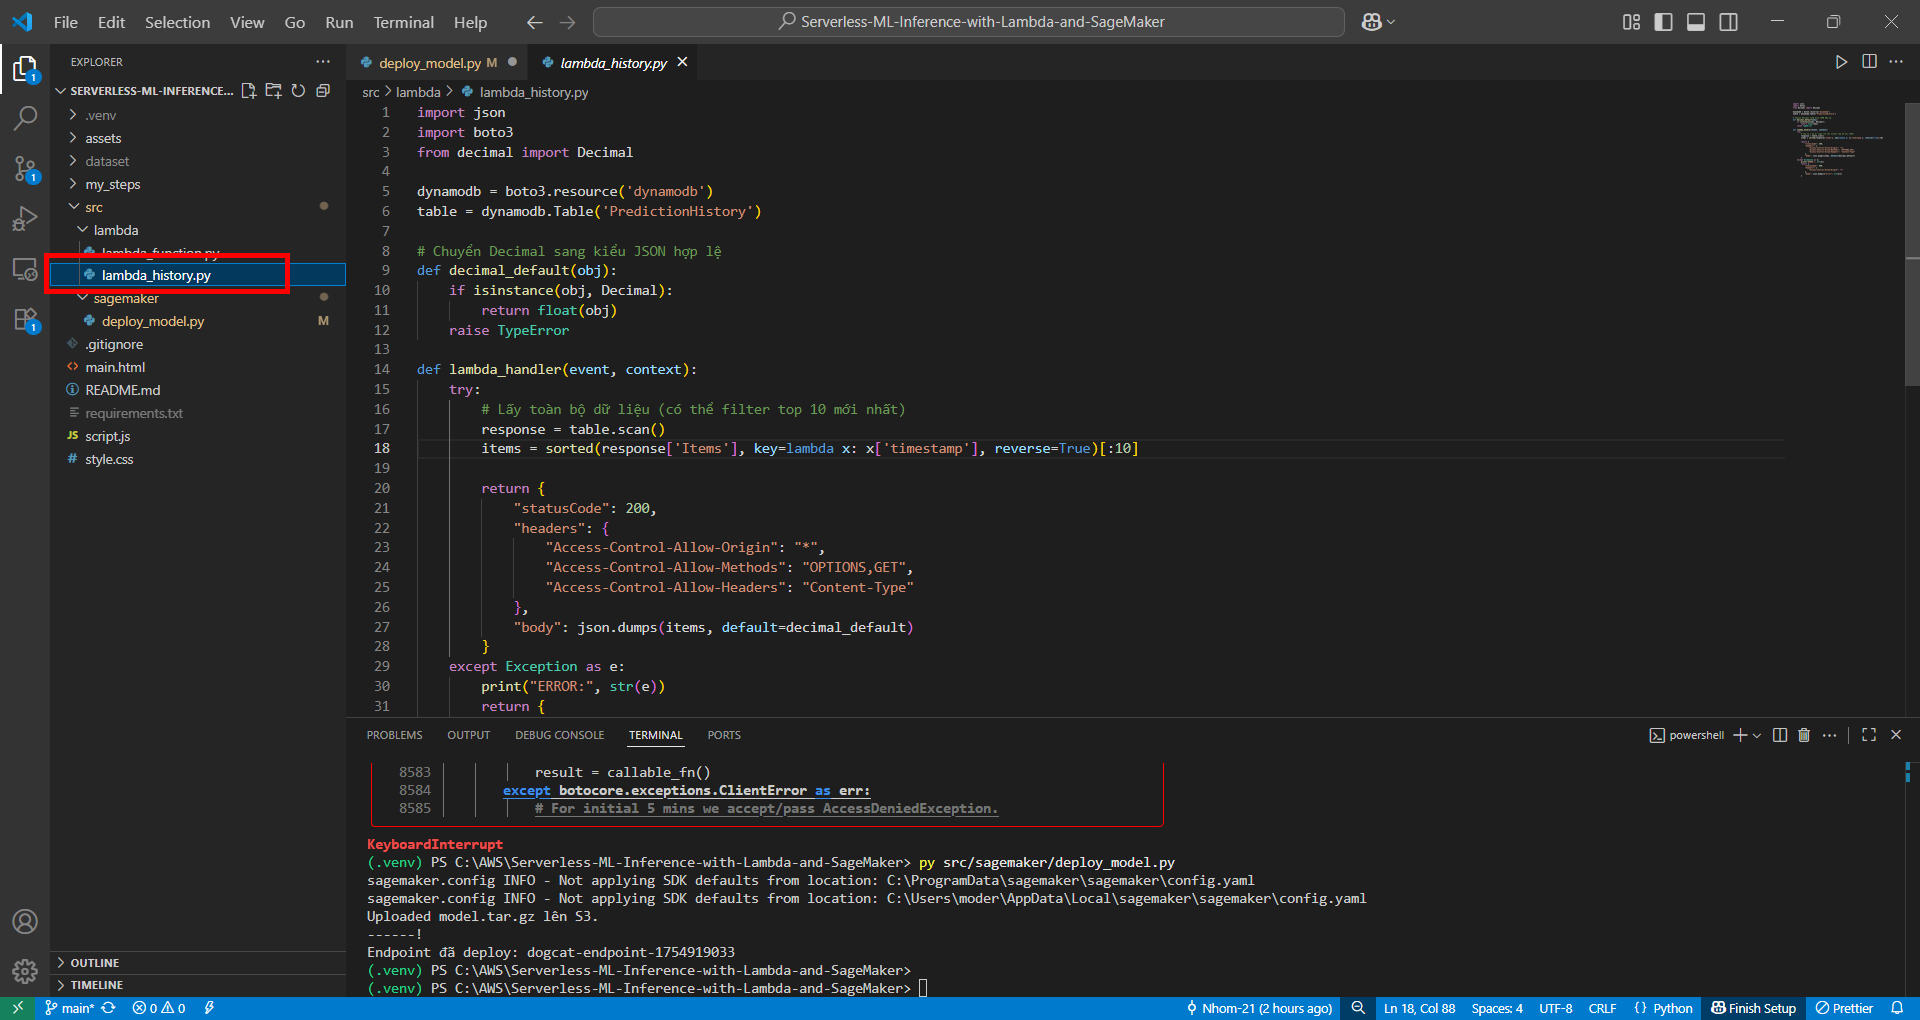 File Edit Selection View Go Run Terminal Help
Serverless-ML-Inference-with-Lambda-and-SageMaker
EXPLORER
SERVERLESS-ML-INFERENCE...
.venv
assets
dataset
my_steps
src
lambda
lambda_function.py
lambda_history.py
sagemaker
deploy_model.py M
.gitignore
main.html
README.md
requirements.txt
JS script.js
# style.css
OUTLINE
TIMELINE
1
1
1
deploy_model.py M
lambda_history.py
src > lambda > lambda_history.py
1 import json
2 import boto3
3 from decimal import Decimal
4
5 dynamodb = boto3.resource('dynamodb')
6 table = dynamodb.Table('PredictionHistory')
7
8 # Chuyển Decimal sang kiểu JSON hợp lệ
9 def decimal_default(obj):
10 if isinstance(obj, Decimal):
11 return float(obj)
12 raise TypeError
13
14 def lambda_handler(event, context):
15 try:
16 # Lấy toàn bộ dữ liệu (có thể filter top 10 mới nhất)
17 response = table.scan()
18 items = sorted(response['Items'], key=lambda x: x['timestamp'], reverse=True)[:10]
19
20 return {
21 "statusCode": 200,
22 "headers": {
23 "Access-Control-Allow-Origin": "*",
24 "Access-Control-Allow-Methods": "OPTIONS,GET",
25 "Access-Control-Allow-Headers": "Content-Type"
26 },
27 "body": json.dumps(items, default=decimal_default)
28 }
29 except Exception as e:
30 print("ERROR:", str(e))
31 return {
PROBLEMS OUTPUT DEBUG CONSOLE TERMINAL PORTS
powershell
8583 result = callable_fn()
8584 except botocore.exceptions.ClientError as err:
8585 # For initial 5 mins we accept/pass AccessDeniedException.
KeyboardInterrupt
(.venv) PS C:\AWS\Serverless-ML-Inference-with-Lambda-and-SageMaker> py src/sagemaker/deploy_model.py
sagemaker.config INFO - Not applying SDK defaults from location: C:\ProgramData\sagemaker\sagemaker\config.yaml
sagemaker.config INFO - Not applying SDK defaults from location: C:\Users\moder\AppData\Local\sagemaker\sagemaker\config.yaml
Uploaded model.tar.gz lên S3.
------!
Endpoint đã deploy: dogcat-endpoint-1754919033
(.venv) PS C:\AWS\Serverless-ML-Inference-with-Lambda-and-SageMaker>
(.venv) PS C:\AWS\Serverless-ML-Inference-with-Lambda-and-SageMaker>
main* 0 0 Nhom-21 (2 hours ago) Ln 18, Col 88 Spaces: 4 UTF-8 CRLF {} Python Finish Setup Prettier